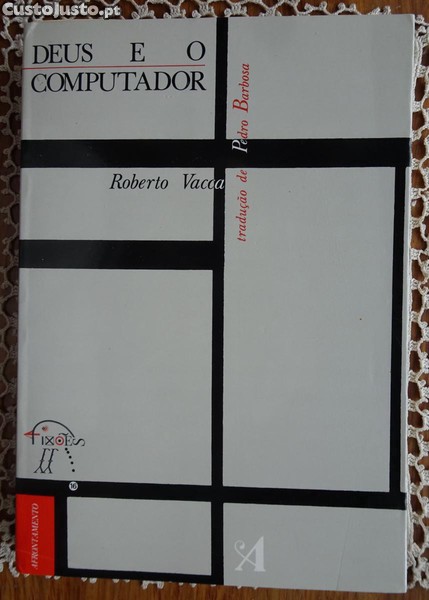 CustoJusto.pt
DEUS E O
COMPUTADOR
Roberto Vacca
tradução de Pedro Barbosa
FIXÕES
16
AFRONTAMENTO
A